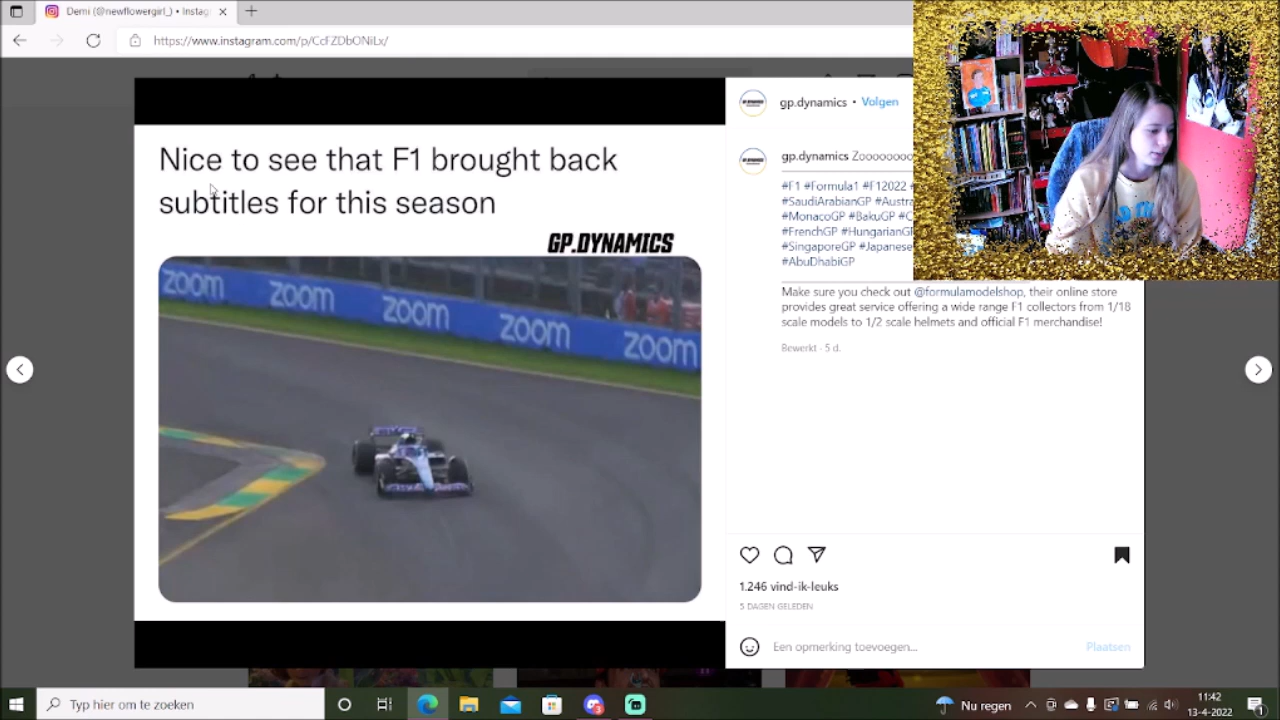 Demi (@newflowergirl_) • Instag
https://www.instagram.com/p/CcFZDbONiLx/
Nice to see that F1 brought back
subtitles for this season
GP.DYNAMICS
zoom zoom zoom zoom
gp.dynamics • Volgen
gp.dynamics
#F1 #Formula1 #F12022
#SaudiArabianGP
#MonacoGP #BakuGP
#FrenchGP
#SingaporeGP
#AbuDhabiGP
Make sure you check out @formulamodelshop, their online store
provides great service offering a wide range F1 collectors from 1/18
scale models to 1/2 scale helmets and official F1 merchandise!
Bewerkt · 5 d.
1.246 vind-ik-leuks
5 DAGEN GELEDEN
Een opmerking toevoegen... Plaatsen
Typ hier om te zoeken
Nu regen
11:42
13-4-2022
1